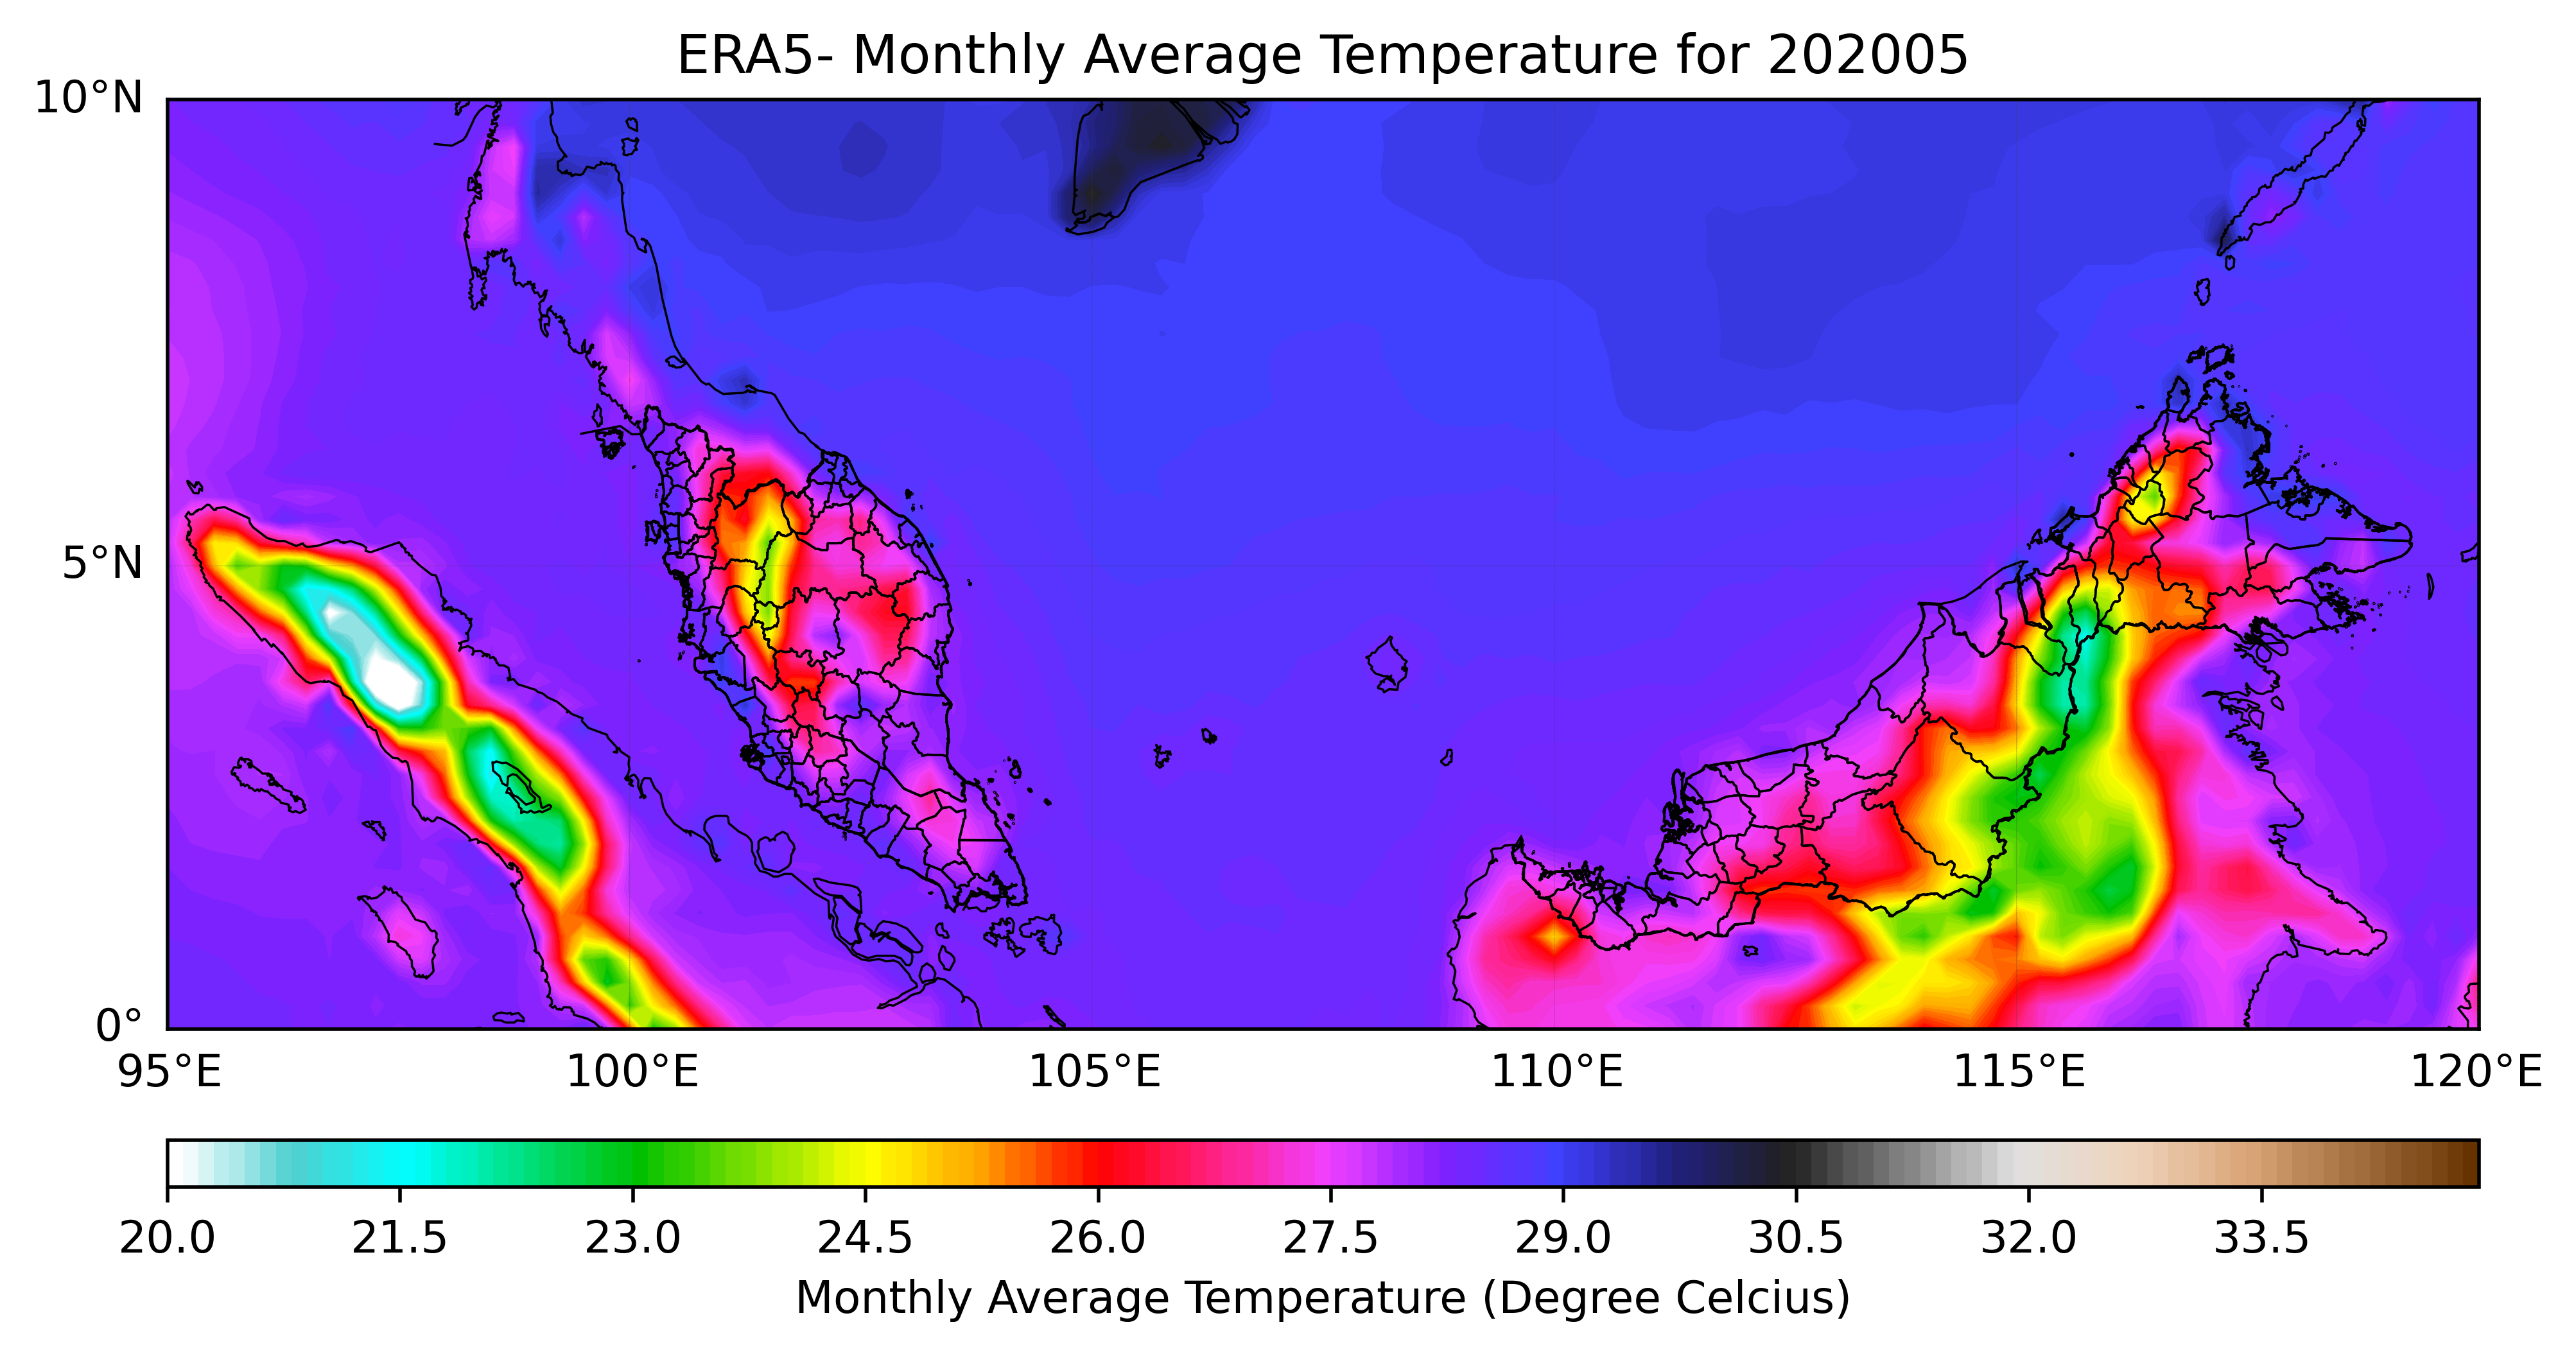 ERA5- Monthly Average Temperature for 202005
10°N
5°N
0°
95°E 100°E 105°E 110°E 115°E 120°E
20.0 21.5 23.0 24.5 26.0 27.5 29.0 30.5 32.0 33.5
Monthly Average Temperature (Degree Celcius)